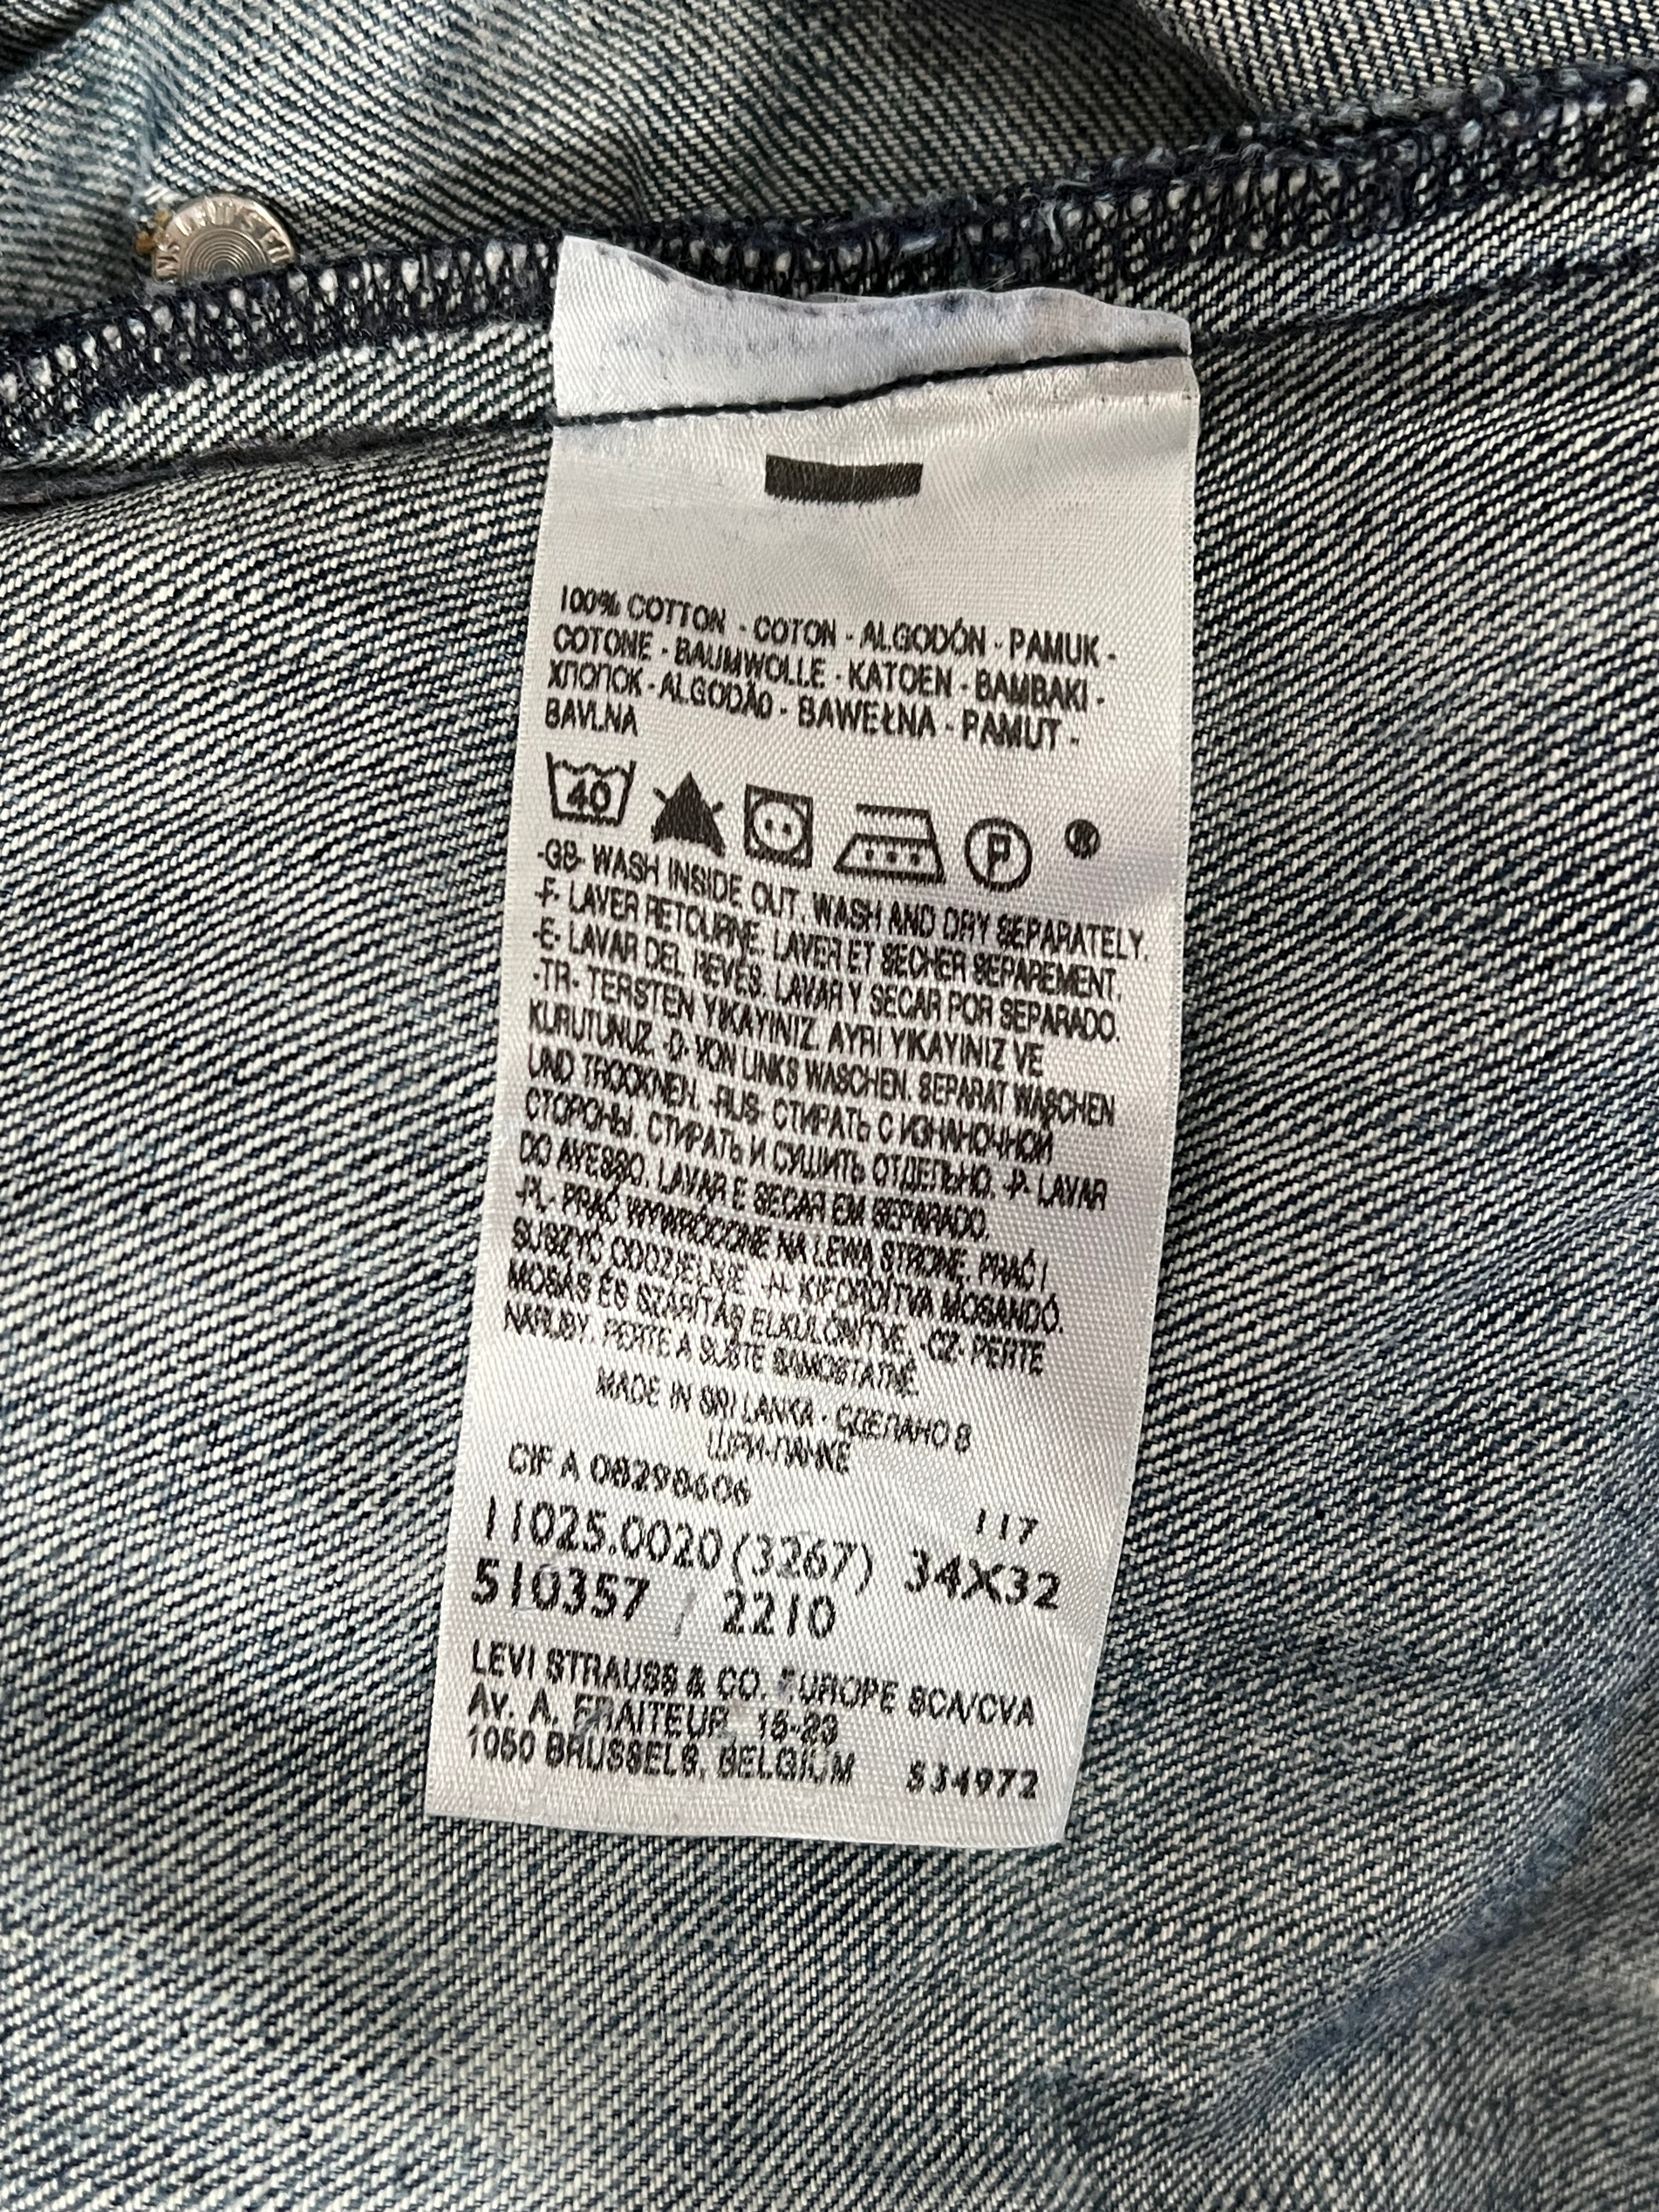 LEVI'S
100% COTTON - COTON - ALGODÓN - PAMUK -
COTONE - BAUMWOLLE - KATOEN - BAMBAKI -
ХЛОПОК - ALGODÃO - BAWEŁNA - PAMUT -
BAVLNA
40 P ®
-GB- WASH INSIDE OUT. WASH AND DRY SEPARATELY.
-F- LAVER RETOURNE. LAVER ET SECHER SEPAREMENT.
-E- LAVAR DEL REVÉS. LAVAR Y SECAR POR SEPARADO.
-TR- TERSTEN YIKAYINIZ. AYRI YIKAYINIZ VE
KURUTUNUZ. -D- VON LINKS WASCHEN. SEPARAT WASCHEN
UND TROCKNEN. -RUS- СТИРАТЬ С ИЗНАНОЧНОЙ
СТОРОНЫ. СТИРАТЬ И СУШИТЬ ОТДЕЛЬНО. -P- LAVAR
DO AVESSO. LAVAR E SECAR EM SEPARADO.
-PL- PRAĆ WYWRÓCONE NA LEWĄ STRONĘ. PRAĆ I
SUSZYĆ ODDZIELNIE. -H- KIFORDÍTVA MOSANDÓ.
MOSÁS ÉS SZÁRÍTÁS ELKÜLÖNÍTVE. -CZ- PERTE
NARUBY. PERTE A SUŠTE SAMOSTATNĚ.
MADE IN SRI LANKA - СДЕЛАНО В
ШРИ-ЛАНКЕ
CIF A 08298606
117
11025.0020 (3267) 34X32
510357 / 2210
LEVI STRAUSS & CO. EUROPE SCA/CVA
Av. A. FRAITEUR, 15-23
1050 BRUSSELS, BELGIUM 534972